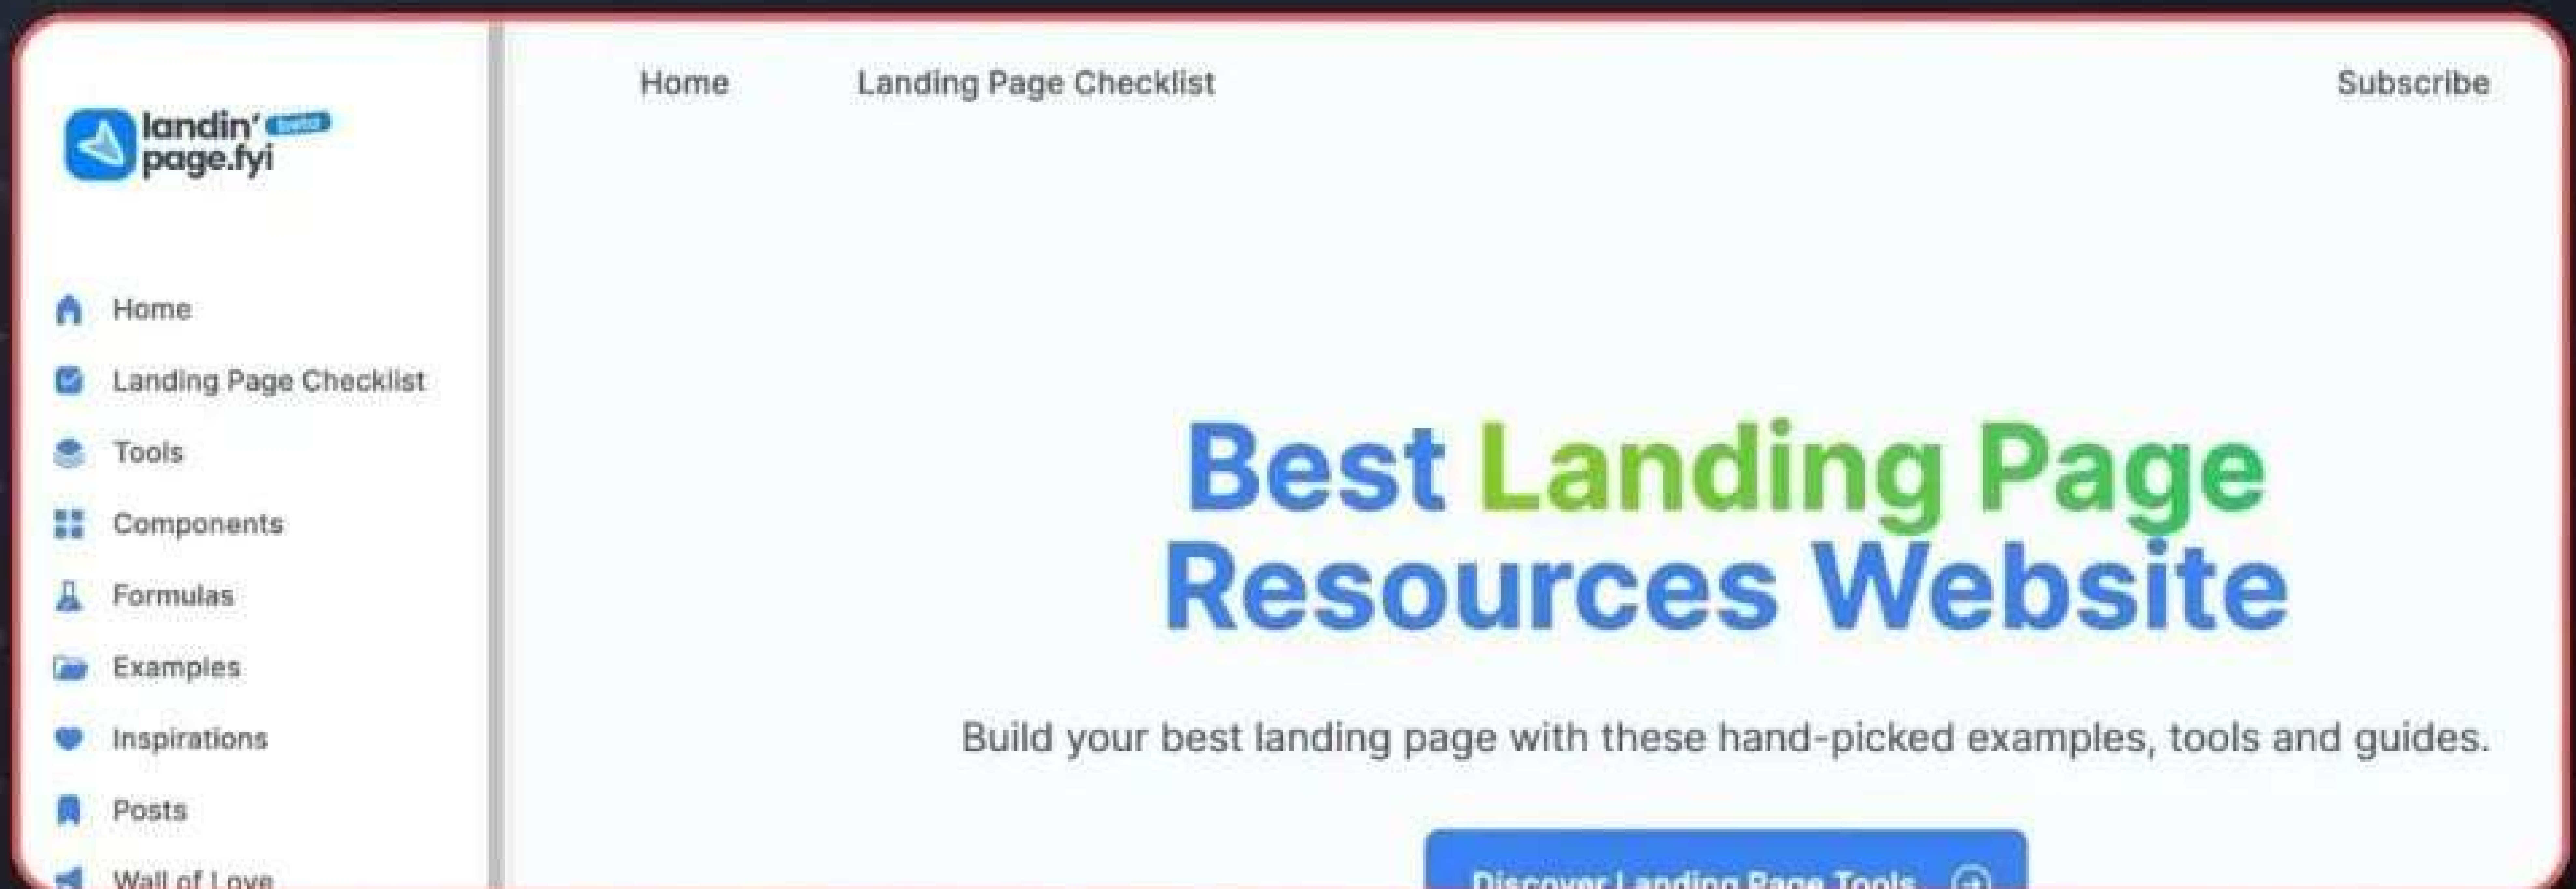 landin' beta
page.fyi
Home
Landing Page Checklist
Tools
Components
Formulas
Examples
Inspirations
Posts
Wall of Love
Home Landing Page Checklist Subscribe
Best Landing Page
Resources Website
Build your best landing page with these hand-picked examples, tools and guides.
Discover Landing Page Tools